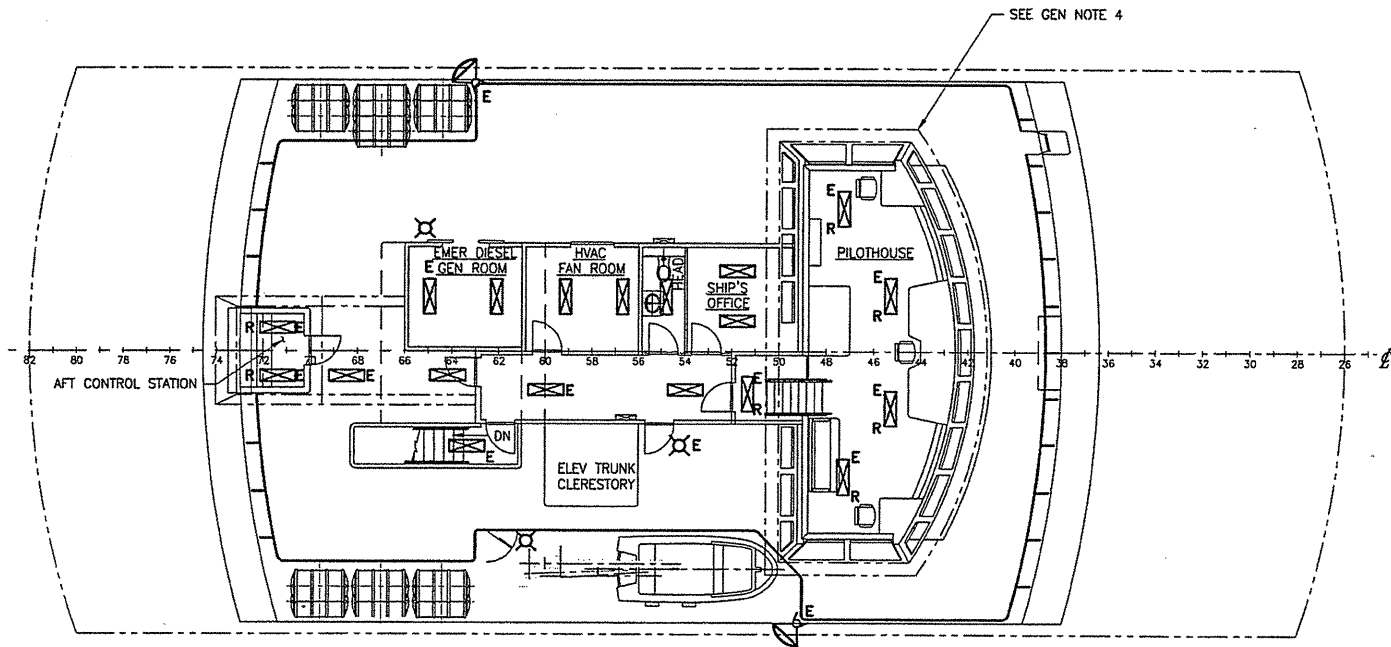 SEE GEN NOTE 4
E
E
R
PILOTHOUSE
EMER DIESEL
GEN ROOM
E
HVAC
FAN ROOM
HEAD
SHIP'S
OFFICE
E
R
R
E
82 80 78 76 74 72 70 68 66 64 62 60 58 56 54 52 50 48 46 44 42 40 38 36 34 32 30 28 26 24 ℄
AFT CONTROL STATION
R
E
E
E
E
R
E
R
DN
E
E
ELEV TRUNK
CLERESTORY
E
R
E